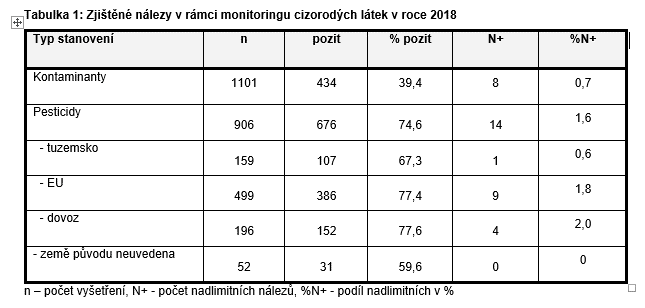 Tabulka 1: Zjištěné nálezy v rámci monitoringu cizorodých látek v roce 2018
Typ stanovení n pozit % pozit N+ %N+
Kontaminanty 1101 434 39,4 8 0,7
Pesticidy 906 676 74,6 14 1,6
- tuzemsko 159 107 67,3 1 0,6
- EU 499 386 77,4 9 1,8
- dovoz 196 152 77,6 4 2,0
- země původu neuvedena 52 31 59,6 0 0
n – počet vyšetření, N+ - počet nadlimitních nálezů, %N+ - podíl nadlimitních v %